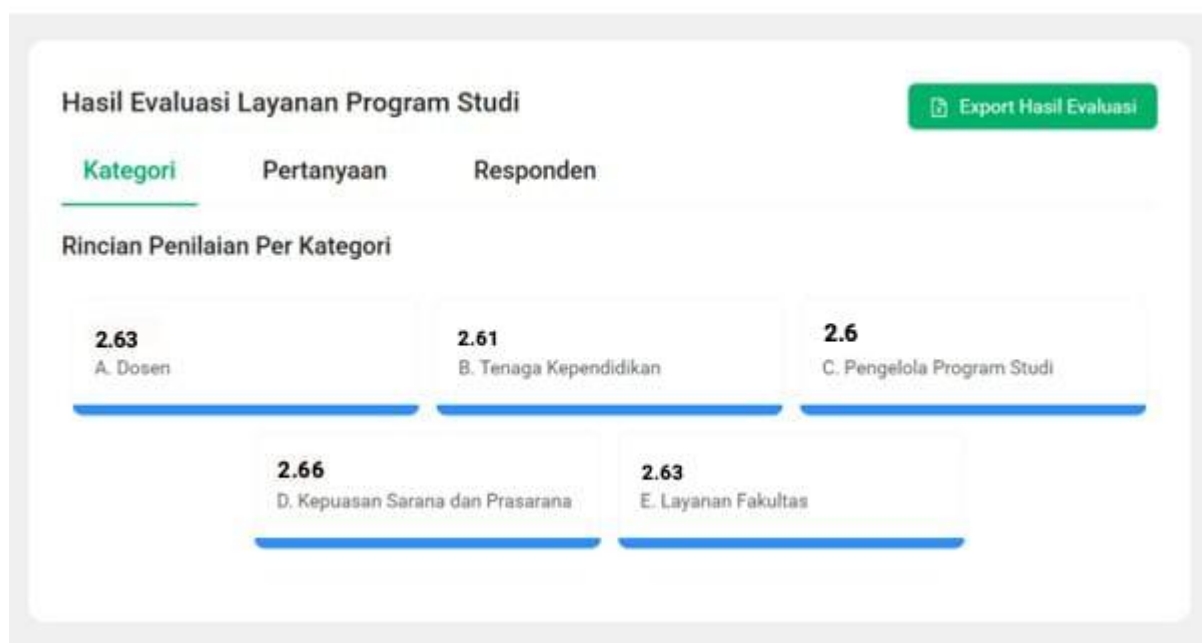 Hasil Evaluasi Layanan Program Studi
Export Hasil Evaluasi
Kategori
Pertanyaan
Responden
Rincian Penilaian Per Kategori
2.63
A. Dosen
2.61
B. Tenaga Kependidikan
2.6
C. Pengelola Program Studi
2.66
D. Kepuasan Sarana dan Prasarana
2.63
E. Layanan Fakultas